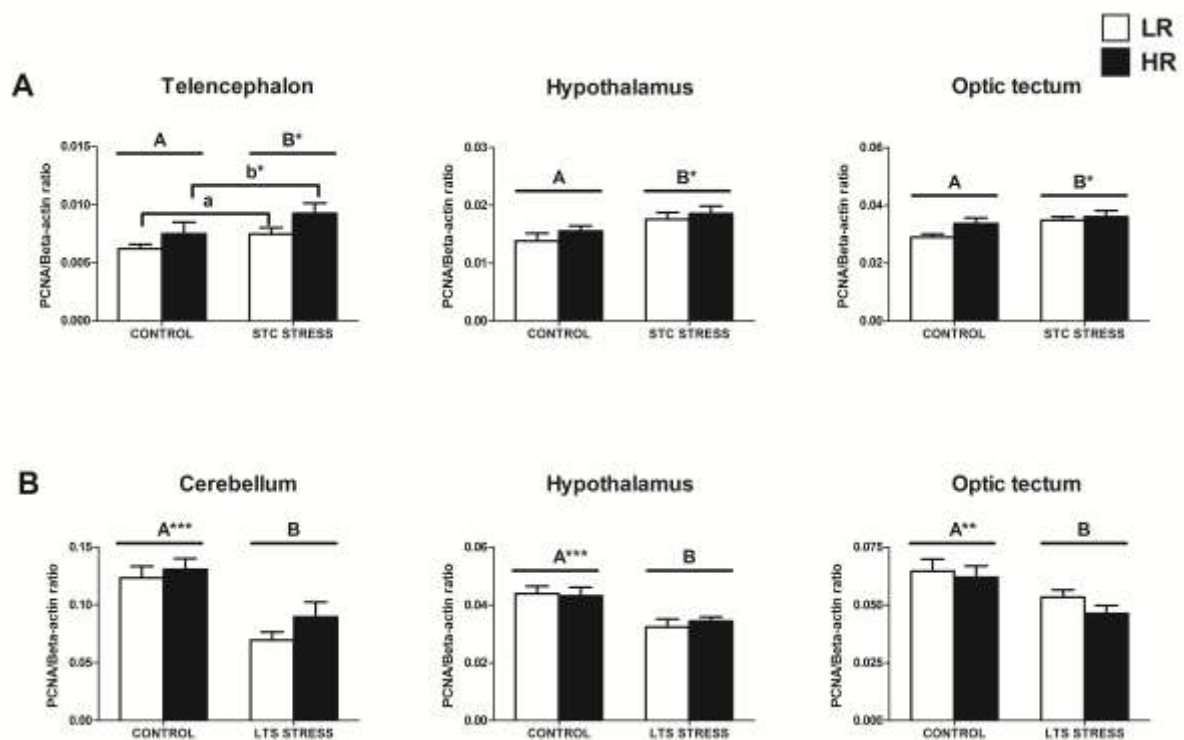 LR
HR
A
Telencephalon
PCNA/Beta-actin ratio
0.015
0.010
0.005
0.000
A
B*
b*
a
CONTROL
STC STRESS
Hypothalamus
PCNA/Beta-actin ratio
0.03
0.02
0.01
0.00
A
B*
CONTROL
STC STRESS
Optic tectum
PCNA/Beta-actin ratio
0.06
0.04
0.02
0.00
A
B*
CONTROL
STC STRESS
B
Cerebellum
PCNA/Beta-actin ratio
0.15
0.10
0.05
0.00
A***
B
CONTROL
LTS STRESS
Hypothalamus
PCNA/Beta-actin ratio
0.06
0.04
0.02
0.00
A***
B
CONTROL
LTS STRESS
Optic tectum
PCNA/Beta-actin ratio
0.075
0.050
0.025
0.000
A**
B
CONTROL
LTS STRESS